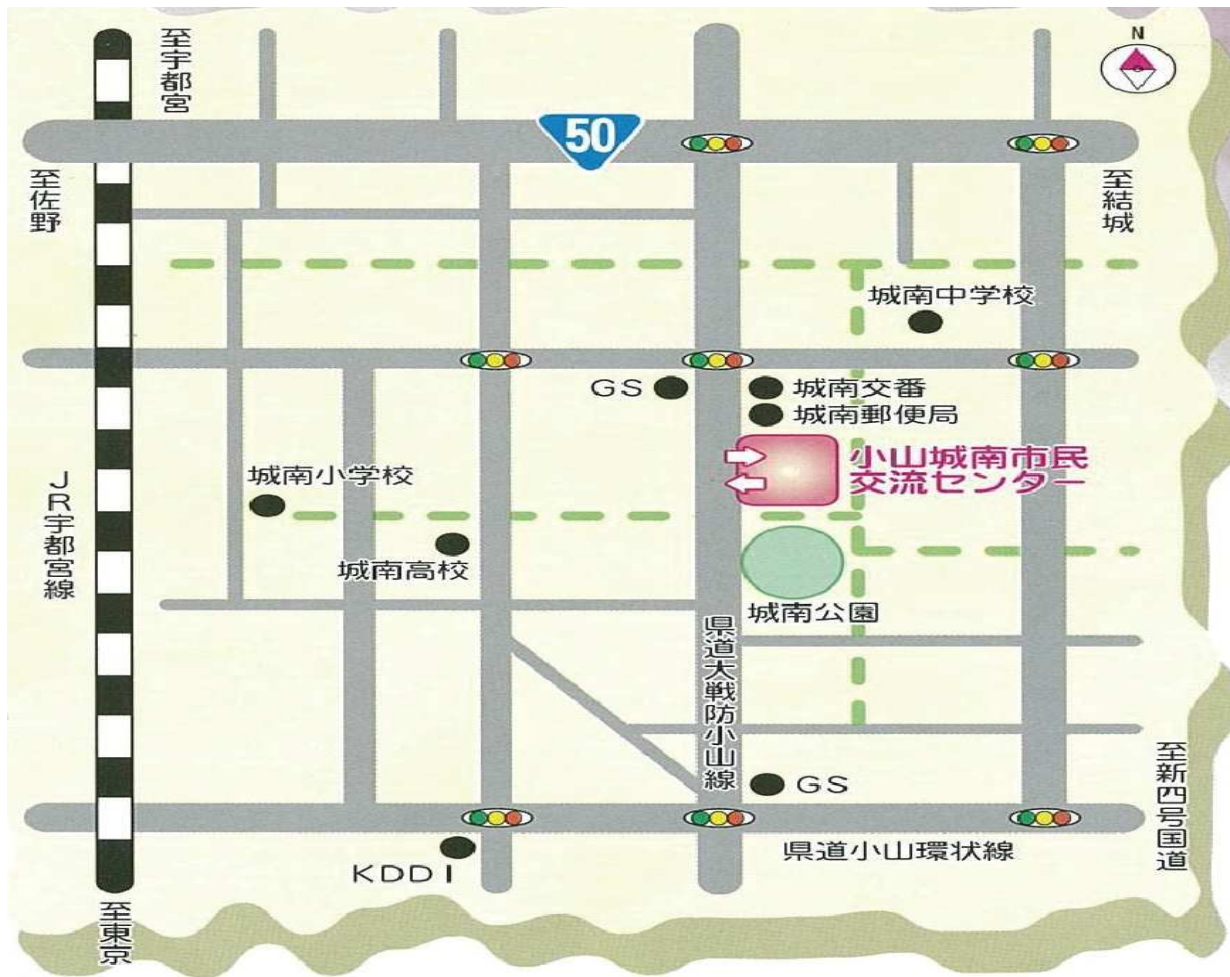 至宇都宮
N
50
至佐野
至結城
城南中学校
GS
城南交番
城南郵便局
小山城南市民
交流センター
城南小学校
JR宇都宮線
城南高校
城南公園
県道大戦防小山線
至新四号国道
GS
県道小山環状線
KDDI
至東京